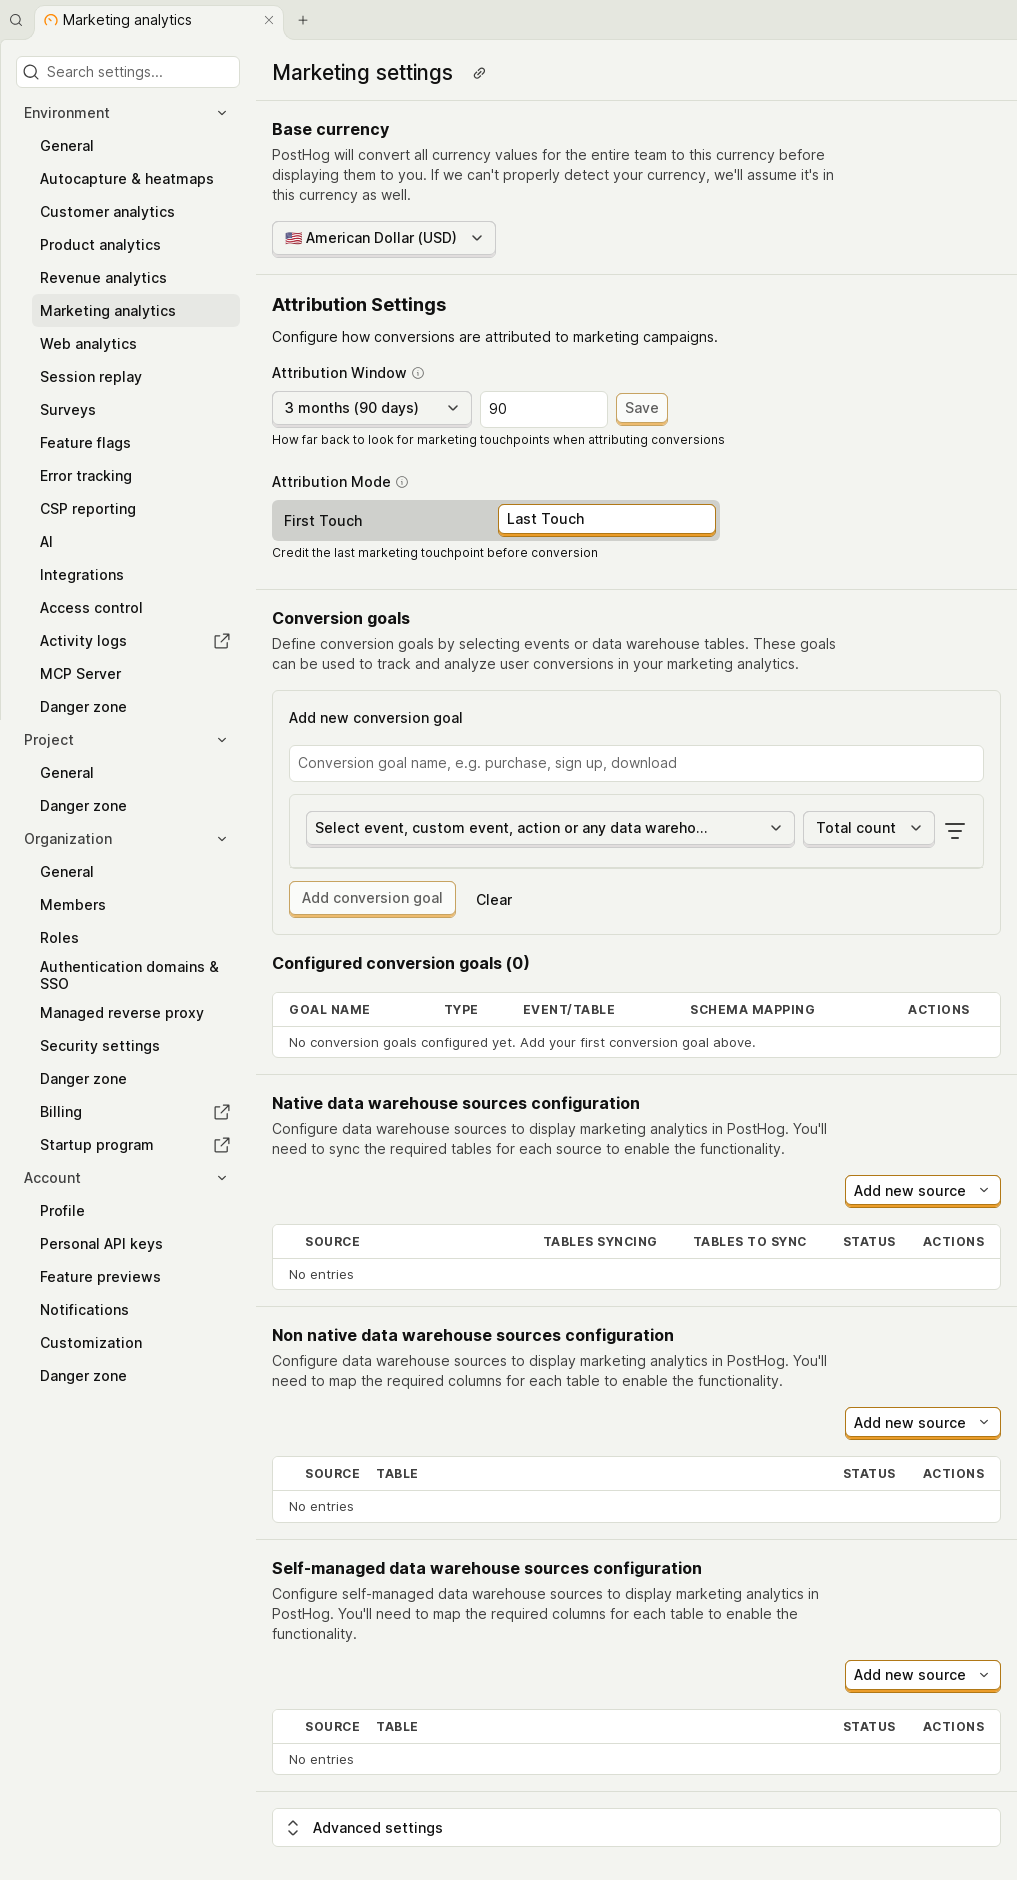 Marketing analytics
Search settings...
Environment
General
Autocapture & heatmaps
Customer analytics
Product analytics
Revenue analytics
Marketing analytics
Web analytics
Session replay
Surveys
Feature flags
Error tracking
CSP reporting
AI
Integrations
Access control
Activity logs
MCP Server
Danger zone
Project
General
Danger zone
Organization
General
Members
Roles
Authentication domains &
SSO
Managed reverse proxy
Security settings
Danger zone
Billing
Startup program
Account
Profile
Personal API keys
Feature previews
Notifications
Customization
Danger zone
Marketing settings
Base currency
PostHog will convert all currency values for the entire team to this currency before
displaying them to you. If we can't properly detect your currency, we'll assume it's in
this currency as well.
🇺🇸 American Dollar (USD)
Attribution Settings
Configure how conversions are attributed to marketing campaigns.
Attribution Window
3 months (90 days) 90 Save
How far back to look for marketing touchpoints when attributing conversions
Attribution Mode
First Touch Last Touch
Credit the last marketing touchpoint before conversion
Conversion goals
Define conversion goals by selecting events or data warehouse tables. These goals
can be used to track and analyze user conversions in your marketing analytics.
Add new conversion goal
Conversion goal name, e.g. purchase, sign up, download
Select event, custom event, action or any data wareho... Total count
Add conversion goal Clear
Configured conversion goals (0)
GOAL NAME TYPE EVENT/TABLE SCHEMA MAPPING ACTIONS
No conversion goals configured yet. Add your first conversion goal above.
Native data warehouse sources configuration
Configure data warehouse sources to display marketing analytics in PostHog. You'll
need to sync the required tables for each source to enable the functionality.
Add new source
SOURCE TABLES SYNCING TABLES TO SYNC STATUS ACTIONS
No entries
Non native data warehouse sources configuration
Configure data warehouse sources to display marketing analytics in PostHog. You'll
need to map the required columns for each table to enable the functionality.
Add new source
SOURCE TABLE STATUS ACTIONS
No entries
Self-managed data warehouse sources configuration
Configure self-managed data warehouse sources to display marketing analytics in
PostHog. You'll need to map the required columns for each table to enable the
functionality.
Add new source
SOURCE TABLE STATUS ACTIONS
No entries
Advanced settings